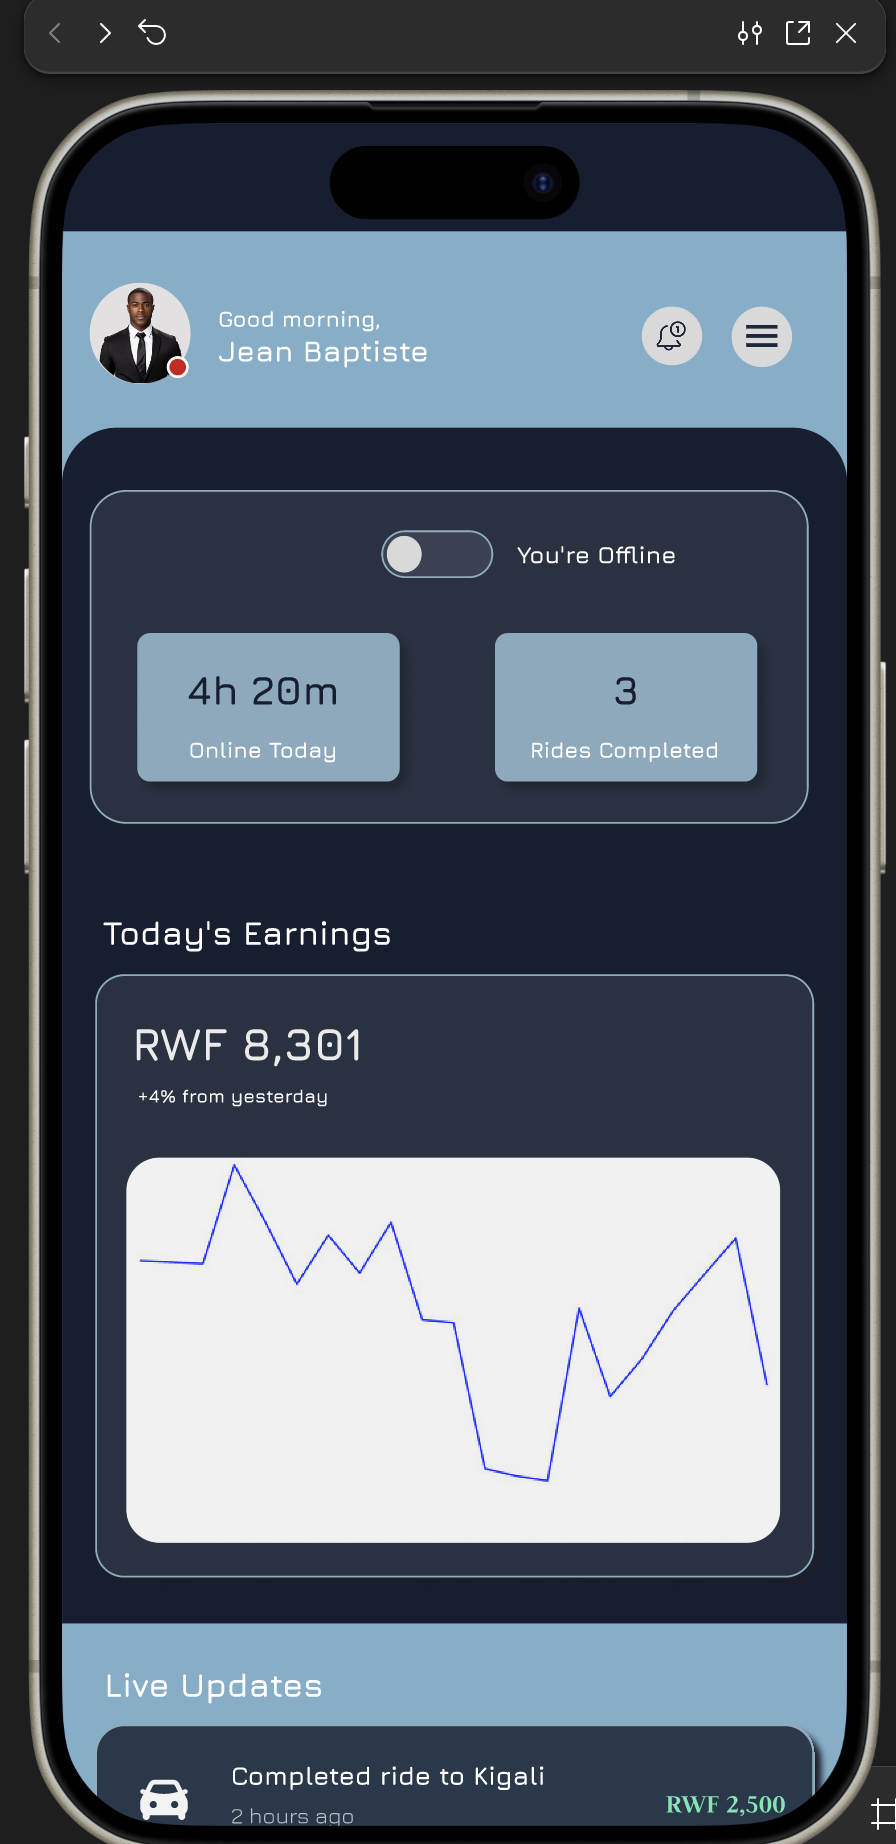 Good morning,
Jean Baptiste
1
You're Offline
4h 20m
Online Today
3
Rides Completed
Today's Earnings
RWF 8,301
+4% from yesterday
Live Updates
Completed ride to Kigali
2 hours ago
RWF 2,500